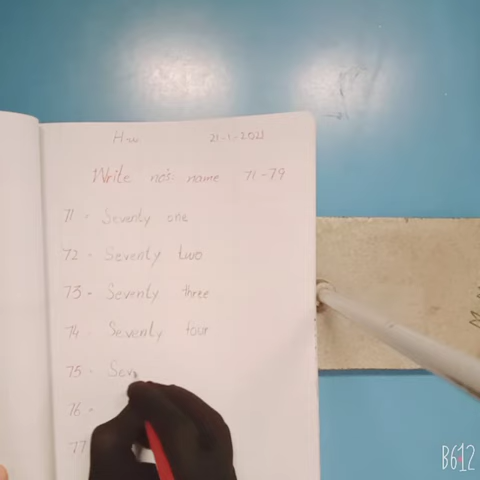 H.w 21-1-2021
Write no's name 71-79
71 - Seventy one
72 - Seventy two
73 - Seventy three
74 - Seventy four
75 - Sev
76 -
77
B612